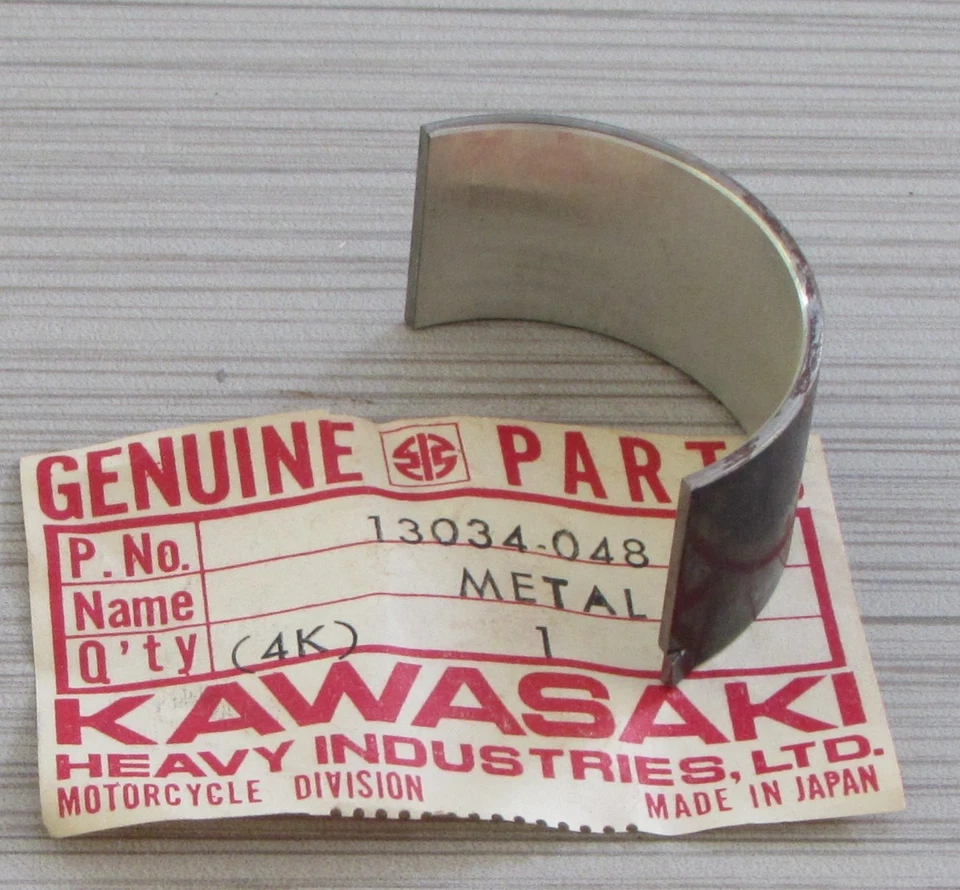 GENUINE PART
P. No. 13034-048
Name METAL
Q'ty (4K) 1
KAWASAKI
HEAVY INDUSTRIES, LTD.
MOTORCYCLE DIVISION MADE IN JAPAN